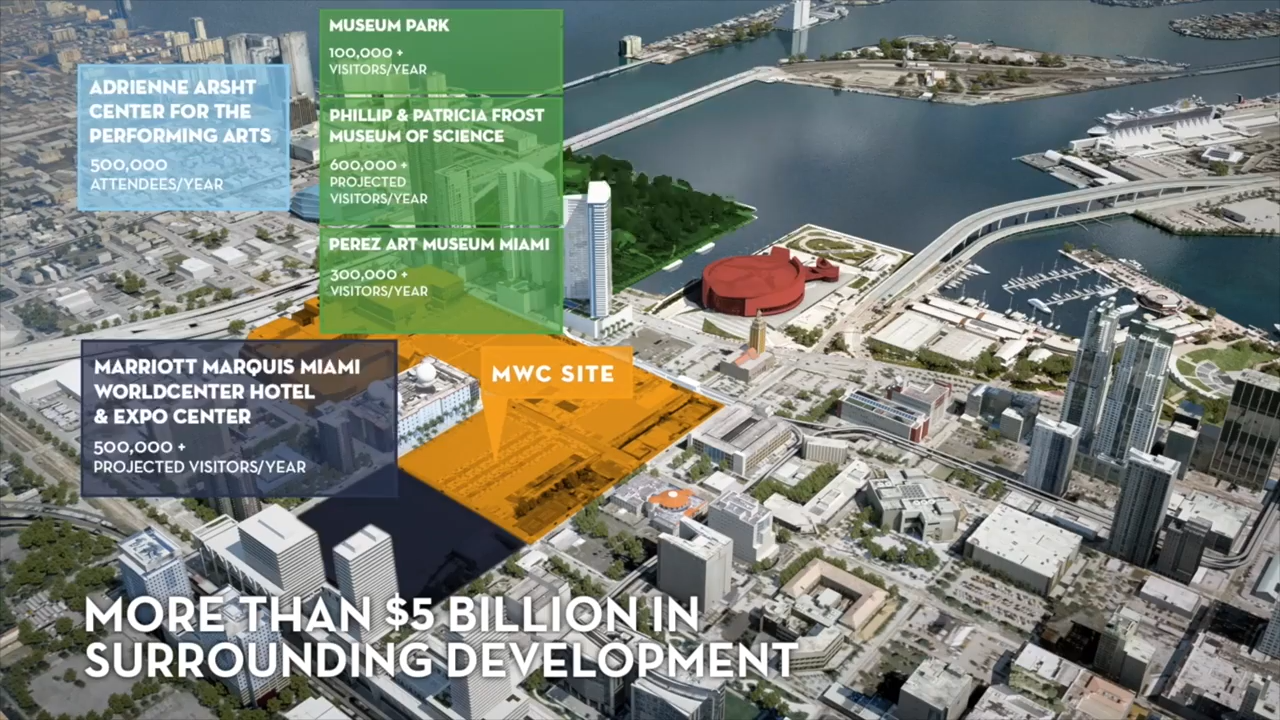 MUSEUM PARK
100,000 +
VISITORS/YEAR
ADRIENNE ARSHT
CENTER FOR THE
PERFORMING ARTS
500,000
ATTENDEES/YEAR
PHILLIP & PATRICIA FROST
MUSEUM OF SCIENCE
600,000 +
PROJECTED
VISITORS/YEAR
PEREZ ART MUSEUM MIAMI
300,000 +
VISITORS/YEAR
MARRIOTT MARQUIS MIAMI
WORLDCENTER HOTEL
& EXPO CENTER
500,000 +
PROJECTED VISITORS/YEAR
MWC SITE
MORE THAN $5 BILLION IN
SURROUNDING DEVELOPMENT